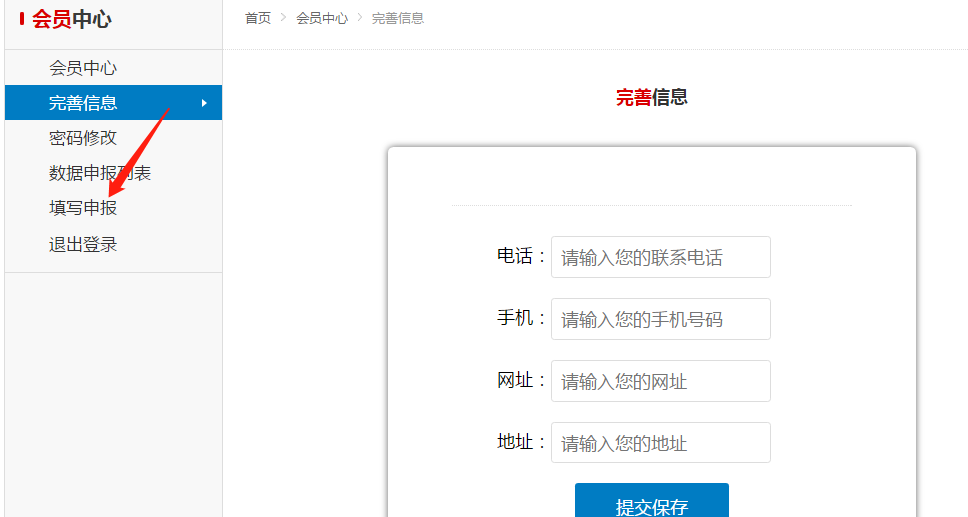 会员中心
首页 > 会员中心 > 完善信息
会员中心
完善信息
密码修改
数据申报列表
填写申报
退出登录
完善信息
电话：请输入您的联系电话
手机：请输入您的手机号码
网址：请输入您的网址
地址：请输入您的地址
提交保存